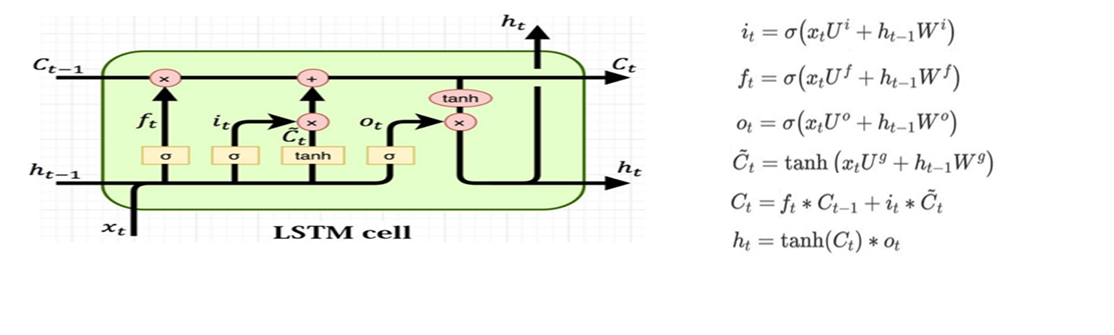 h_t
C_{t-1} × + C_t
tanh
f_t i_t × o_t ×
C̃_t
σ σ tanh σ
h_{t-1} h_t
x_t
LSTM cell
i_t = σ(x_t U^i + h_{t-1} W^i)
f_t = σ(x_t U^f + h_{t-1} W^f)
o_t = σ(x_t U^o + h_{t-1} W^o)
C̃_t = tanh (x_t U^g + h_{t-1} W^g)
C_t = f_t * C_{t-1} + i_t * C̃_t
h_t = tanh(C_t) * o_t